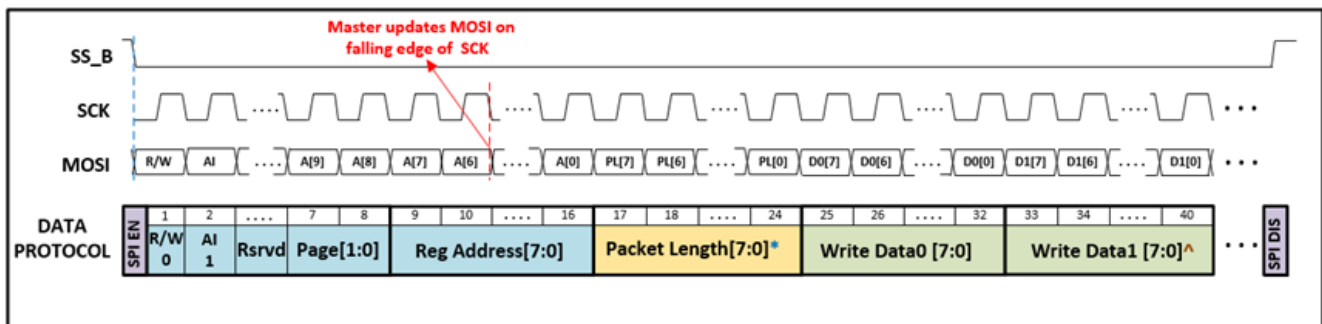 Master updates MOSI on
falling edge of SCK
SS_B
SCK ..... ..... ..... ..... ..... ...
MOSI R/W AI ..... A[9] A[8] A[7] A[6] ..... A[0] PL[7] PL[6] ..... PL[0] D0[7] D0[6] ..... D0[0] D1[7] D1[6] ..... D1[0] ...
1 2 .... 7 8 9 10 .... 16 17 18 .... 24 25 26 .... 32 33 34 .... 40
DATA PROTOCOL SPI EN R/W 0 AI 1 Rsrvd Page[1:0] Reg Address[7:0] Packet Length[7:0]* Write Data0 [7:0] Write Data1 [7:0]^ ... SPI DIS